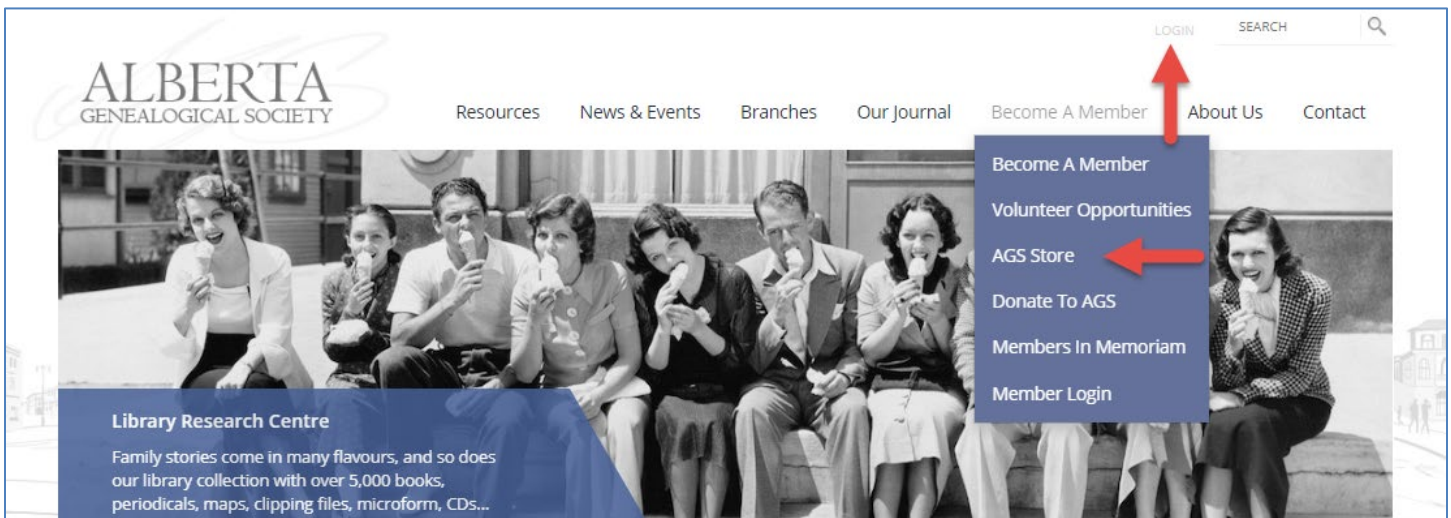 LOGIN SEARCH
ALBERTA
GENEALOGICAL SOCIETY
Resources News & Events Branches Our Journal Become A Member About Us Contact
Become A Member
Volunteer Opportunities
AGS Store
Donate To AGS
Members In Memoriam
Member Login
Library Research Centre
Family stories come in many flavours, and so does
our library collection with over 5,000 books,
periodicals, maps, clipping files, microform, CDs...